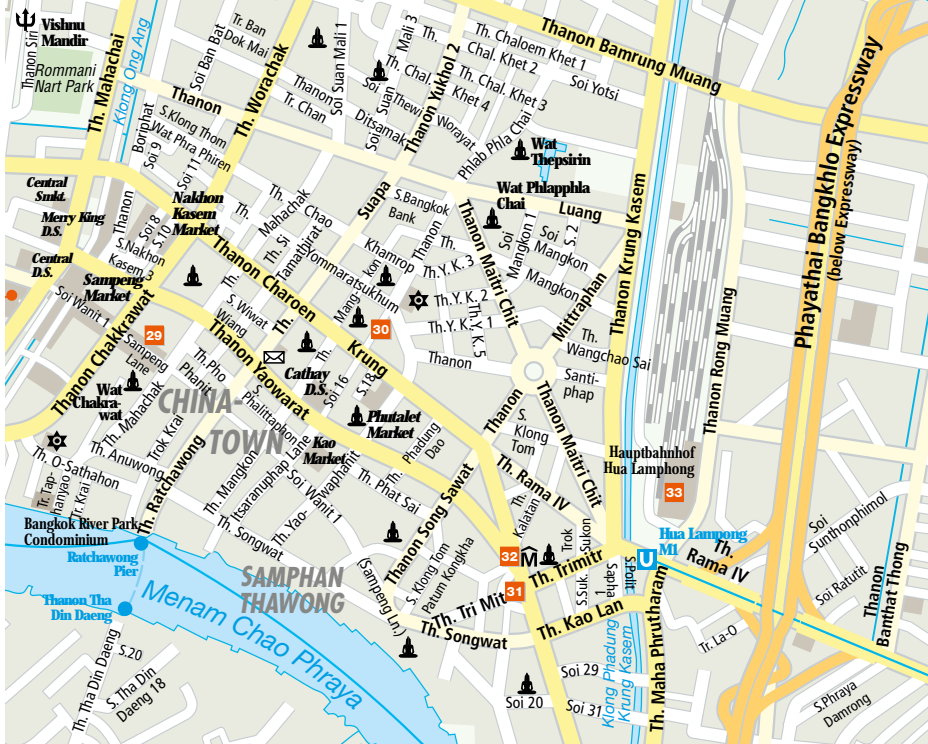 Vishnu
Mandir
Thanon Siri
Rommani
Nart Park
Th. Mahachai
Klong Ong Ang
Soi Ban Bat
Tr. Ban
Dok Mai
Th. Worachak
Soi Suan Mali 1
Soi Suan Mali 3
Thanon Yukhol 2
Th. Chaloem Khet 1
Th. Chal. Khet 2
Th. Chal. Khet 3
Th. Chal. Khet 4
Soi Yotsi
Thanon Bamrung Muang
Thanon
Luang
Thanon
Ditsamak
Tr. Chan
Soi Thewi
Worayat
Phlab Phla Chai
S.Klong Thom
Wat Phra Phiren
Boriphat
Soi 9
Soi 11
Wat
Thepsirin
Wat Phlapphla
Chai
Central
Smkt.
Merry King
D.S.
Central
D.S.
Nakhon
Kasem
Market
Thanon
Soi 8
S.10
S.Nakhon
Kasem 3
Sampeng
Market
Soi Wanit 1
Th. Mahachak
Th. Si
Thamathirat
Th. Chao
Yommaratsukhum
Suapa
S.Bangkok
Bank
Khamrop
Thanon
Mang
Kon
Th.
Th.Y.K. 3
Th.Y.K. 2
Th.Y.K. 1
Th.Y.K.5
Thanon
Thanon Maitri Chit
Soi
Mangkon 1
Soi
Mangkon
S. 2
Mangkon
Mittraphan
Th.
Wangchao Sai
Santi-
phap
Thanon Krung Kasem
Thanon Rong Muang
Phayathai Bangkhlo Expressway
(below Expressway)
Thanon Charoen
Krung
Thanon Yaowarat
Thanon Chakkrawat
Th.
S. Wiwat
Wiang
Th.
29
30
Sampeng
Lane
Th.Pho
Phanit
Wat
Chakra-
wat
Th. Mahachak
Trok Krai
Th. Anuwong
Th. O-Sathahon
Tr. Tap-
hanyao
Tr. Krai
CHINA-
TOWN
Cathay
D.S.
Th.
Soi 16
S.18
Phutalet
Market
S.
Phalittaphon
Kao
Market
Th. Mangkon
Itsaranuphap Lane
Soi Wanit 1
Th. Yao-
waphanit
Th. Phat Sai
Phadung
Dao
Th. Ratchawong
Th. Songwat
Thanon Song Sawat
Thanon
S.
Klong
Tom
Thanon Maitri Chit
Hauptbahnhof
Hua Lamphong
33
Th. Rama IV
Th.
Kalatan
Trok
Sukon
32
31
M
Th. Trimitr
Th. Tri Mit
S. Klong Tom
Patum Kongkha
(Sampeng Ln.)
Th. Songwat
Th. Kao Lan
S.Suk. 1
Sapha
S.Polit
U
Hua Lampong
M1
Th.
Rama IV
Soi
Sunthonphimol
Soi Ratutit
Thanon
Banthat Thong
Tr. La-O
S.Phraya
Damrong
Th. Maha Phrutharam
Klong Phadung
Krung Kasem
Soi 29
Soi 31
Soi 20
SAMPHAN
THAWONG
Bangkok River Park
Condominium
Ratchawong
Pier
Thanon Tha
Din Daeng
Menam Chao Phraya
Th. Tha Din Daeng
S.20
S. Tha Din
Daeng 18